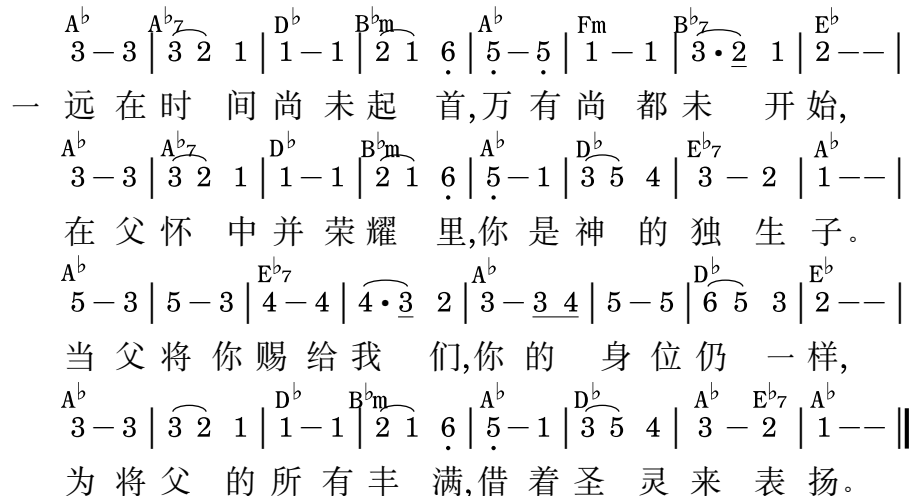 A♭ A♭7 D♭ B♭m A♭ Fm B♭7 E♭
3 – 3 | 3 2 1 | 1 – 1 | 2 1 6 | 5 – 5 | 1 – 1 | 3 • 2 1 | 2 – – |
一 远 在 时 间 尚 未 起 首,万 有 尚 都 未 开 始,
A♭ A♭7 D♭ B♭m A♭ D♭ E♭7 A♭
3 – 3 | 3 2 1 | 1 – 1 | 2 1 6 | 5 – 1 | 3 5 4 | 3 – 2 | 1 – – |
在 父 怀 中 并 荣 耀 里,你 是 神 的 独 生 子。
A♭ E♭7 A♭ D♭ E♭
5 – 3 | 5 – 3 | 4 – 4 | 4 • 3 2 | 3 – 3 4 | 5 – 5 | 6 5 3 | 2 – – |
当 父 将 你 赐 给 我 们,你 的 身 位 仍 一 样,
A♭ D♭ B♭m A♭ D♭ A♭ E♭7 A♭
3 – 3 | 3 2 1 | 1 – 1 | 2 1 6 | 5 – 1 | 3 5 4 | 3 – 2 | 1 – – ‖
为 将 父 的 所 有 丰 满,借 着 圣 灵 来 表 扬。